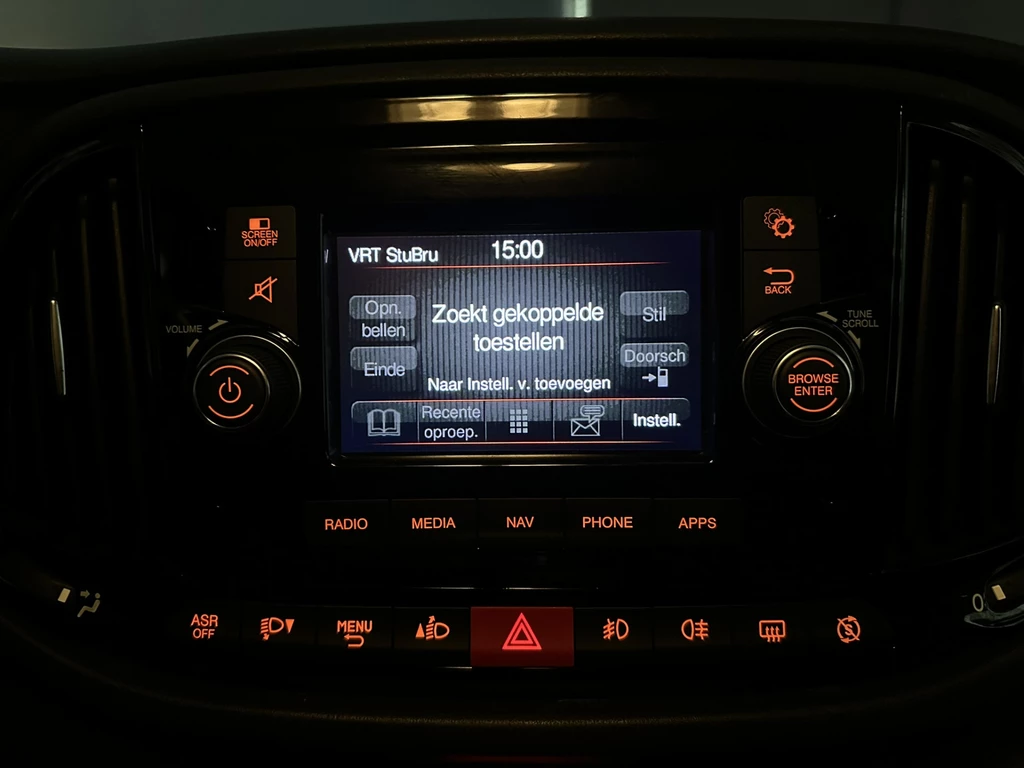 SCREEN
ON/OFF
VOLUME
VRT StuBru
15:00
Opn.
bellen
Einde
Zoekt gekoppelde
toestellen
Naar Instell. v. toevoegen
Stil
Doorsch
Recente
oproep.
Instell.
BACK
TUNE
SCROLL
BROWSE
ENTER
RADIO
MEDIA
NAV
PHONE
APPS
ASR
OFF
MENU